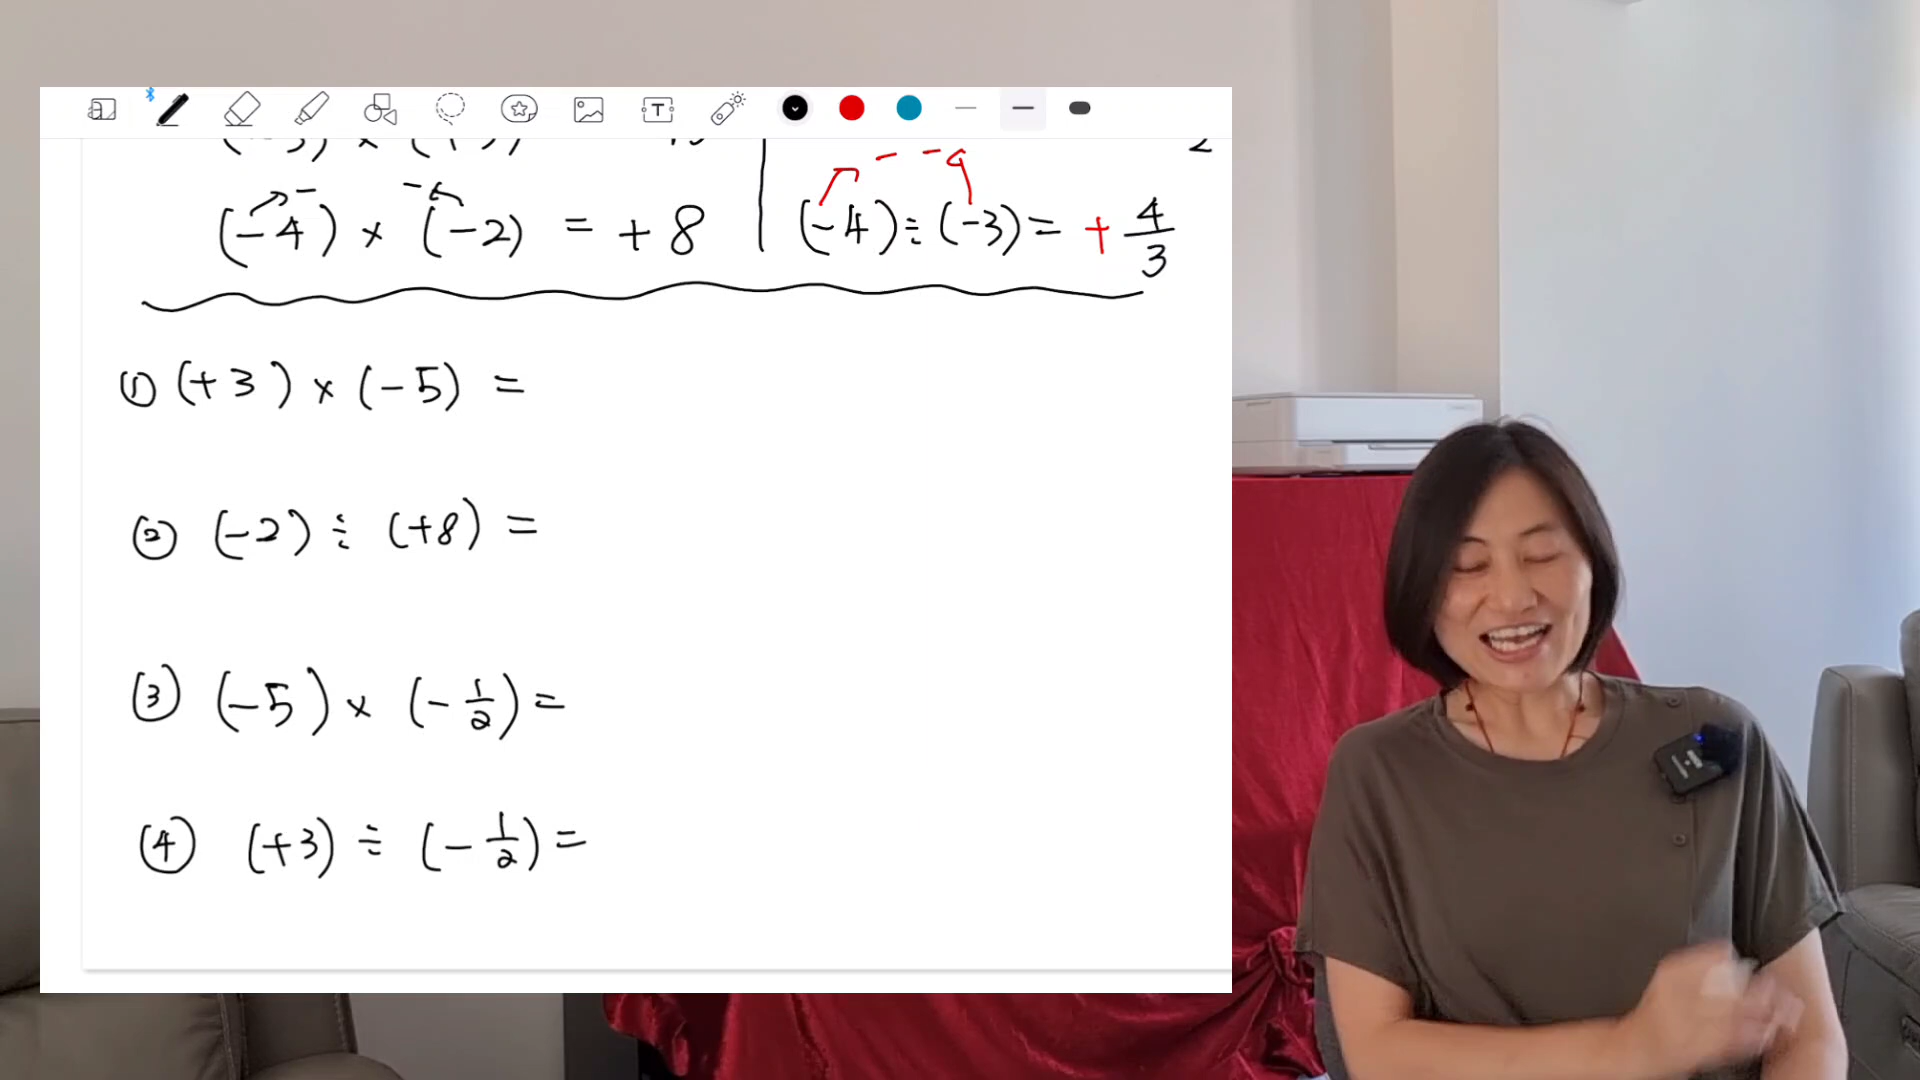 (-4) × (-2) = +8
(-4) ÷ (-3) = + 4/3
① (+3) × (-5) =
② (-2) ÷ (+8) =
③ (-5) × (-1/2) =
④ (+3) ÷ (-1/2) =